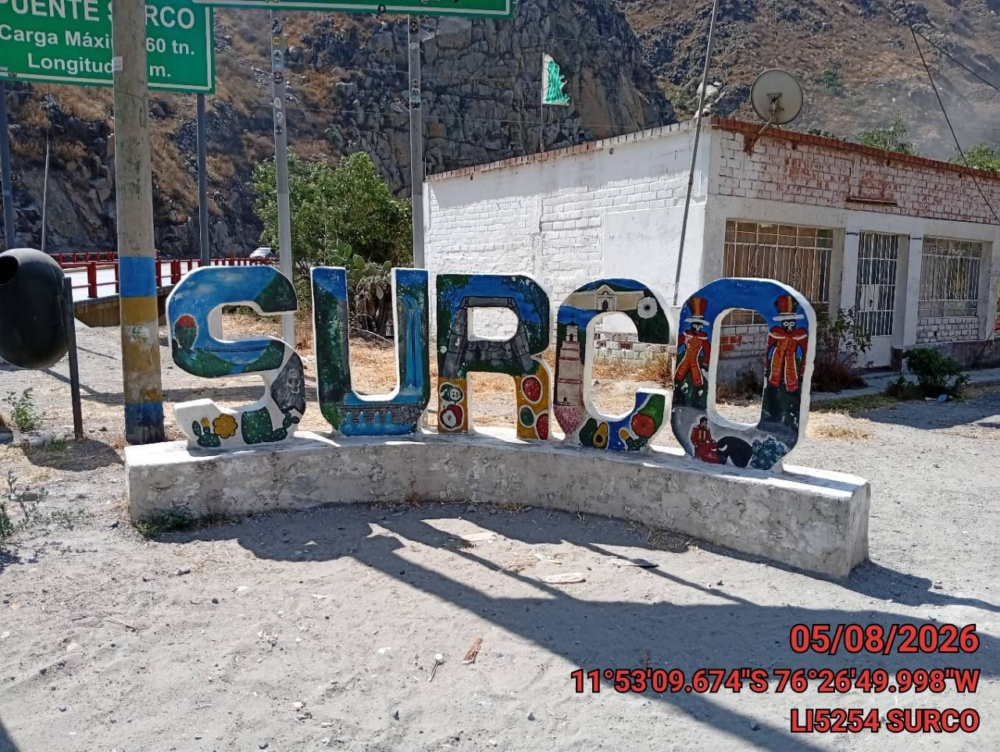 PUENTE SURCO
Carga Máxi 60 tn.
Longitud m.
SURCO
05/08/2026
11°53'09.674"S 76°26'49.998"W
LI5254 SURCO